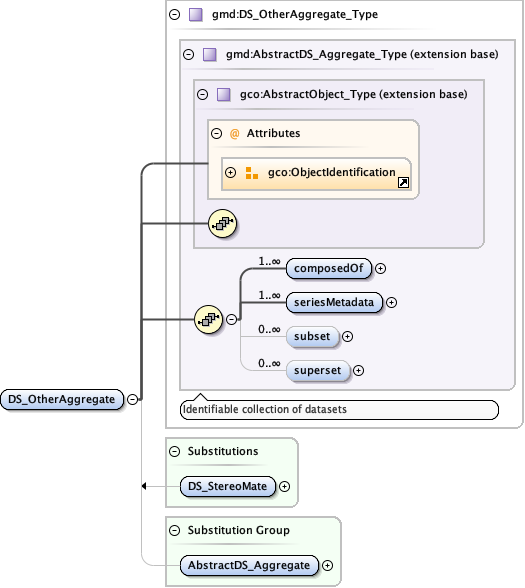 gmd:DS_OtherAggregate_Type
gmd:AbstractDS_Aggregate_Type (extension base)
gco:AbstractObject_Type (extension base)
@ Attributes
gco:ObjectIdentification
1..∞ composedOf
1..∞ seriesMetadata
0..∞ subset
0..∞ superset
DS_OtherAggregate
Identifiable collection of datasets
Substitutions
DS_StereoMate
Substitution Group
AbstractDS_Aggregate